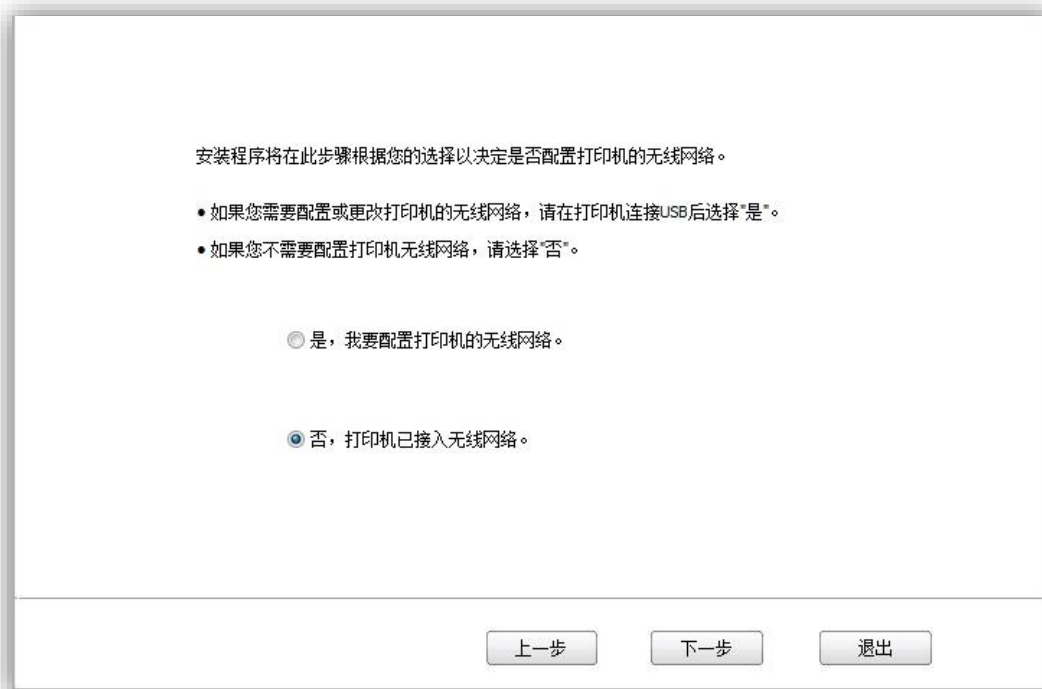 安装程序将在此步骤根据您的选择以决定是否配置打印机的无线网络。
• 如果您需要配置或更改打印机的无线网络，请在打印机连接USB后选择"是"。
• 如果您不需要配置打印机无线网络，请选择"否"。
是，我要配置打印机的无线网络。
否，打印机已接入无线网络。
上一步 下一步 退出